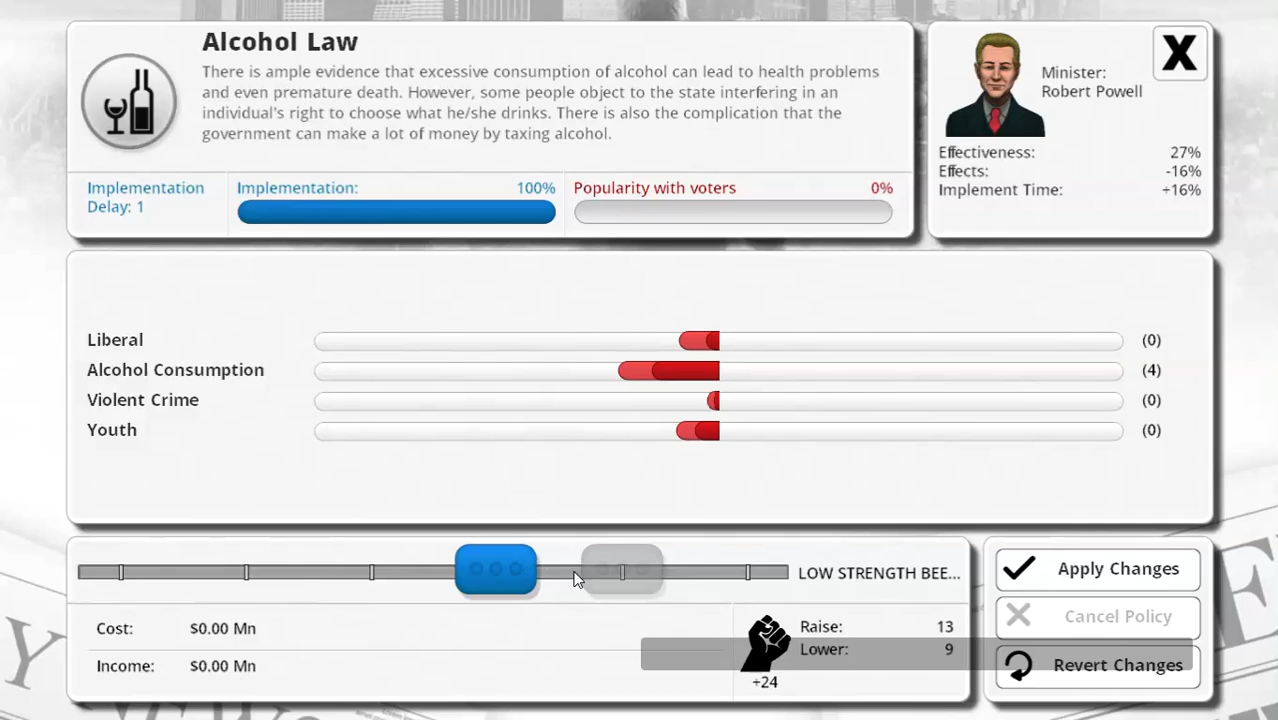 Alcohol Law
There is ample evidence that excessive consumption of alcohol can lead to health problems
and even premature death. However, some people object to the state interfering in an
individual's right to choose what he/she drinks. There is also the complication that the
government can make a lot of money by taxing alcohol.
Implementation
Delay: 1
Implementation: 100%
Popularity with voters 0%
X
Minister:
Robert Powell
Effectiveness: 27%
Effects: -16%
Implement Time: +16%
Liberal (0)
Alcohol Consumption (4)
Violent Crime (0)
Youth (0)
LOW STRENGTH BEE...
Cost: $0.00 Mn
Income: $0.00 Mn
+24
Raise: 13
Lower: 9
Apply Changes
Cancel Policy
Revert Changes